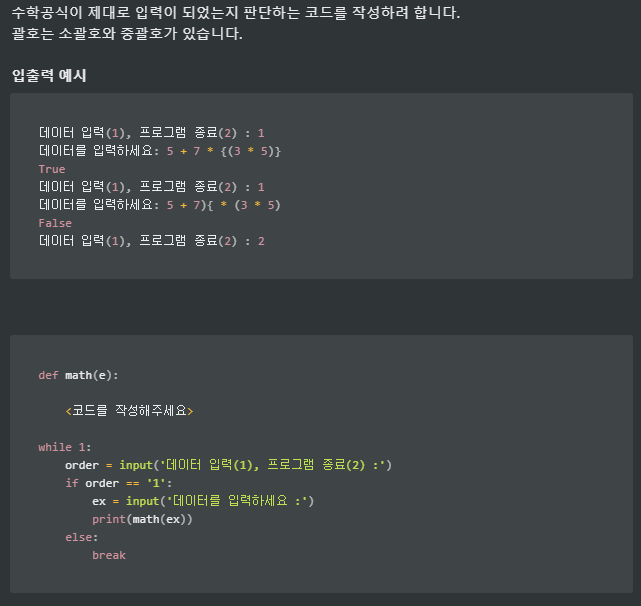 수학공식이 제대로 입력이 되었는지 판단하는 코드를 작성하려 합니다.
괄호는 소괄호와 중괄호가 있습니다.
입출력 예시
데이터 입력(1), 프로그램 종료(2) : 1
데이터를 입력하세요: 5 + 7 * {(3 * 5)}
True
데이터 입력(1), 프로그램 종료(2) : 1
데이터를 입력하세요: 5 + 7){ * (3 * 5)
False
데이터 입력(1), 프로그램 종료(2) : 2
def math(e):
    <코드를 작성해주세요>
while 1:
    order = input('데이터 입력(1), 프로그램 종료(2) :')
    if order == '1':
        ex = input('데이터를 입력하세요 :')
        print(math(ex))
    else:
        break